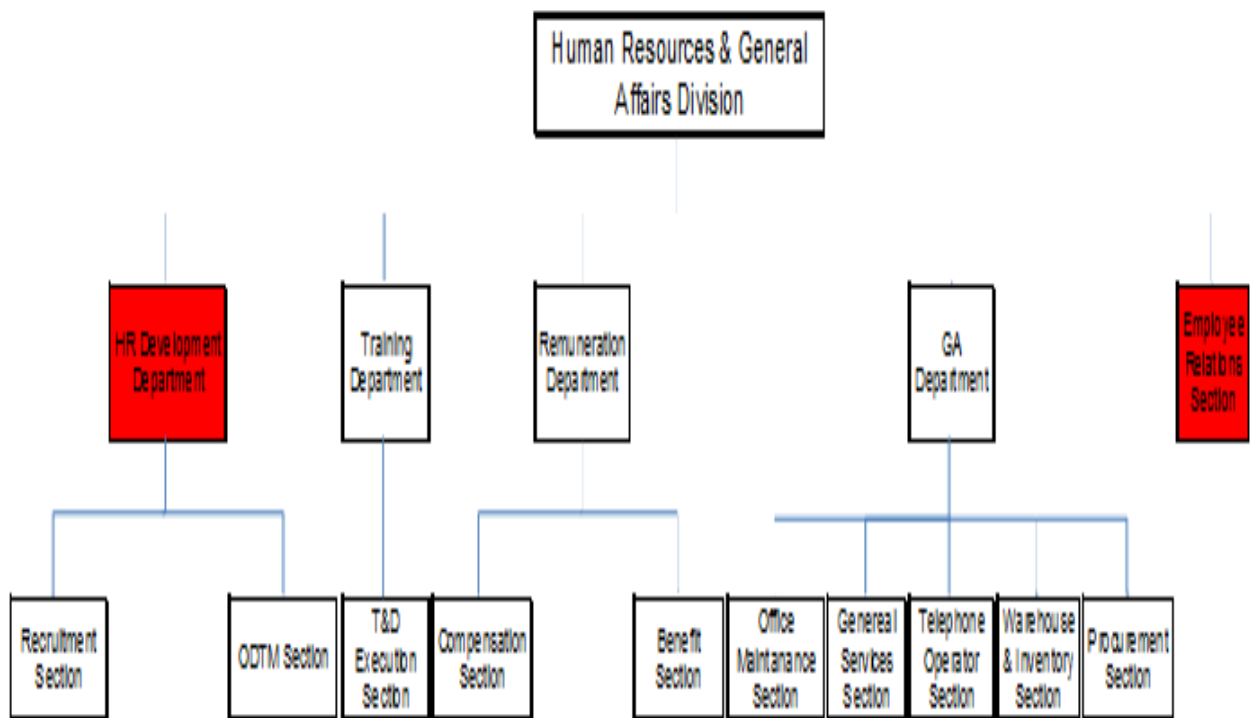 Human Resources & General
Affairs Division
HR Development
Department
Training
Department
Remuneration
Department
GA
Department
Employee
Relations
Section
Recruitment
Section
ODTM Section
T&D
Execution
Section
Compensation
Section
Benefit
Section
Office
Maintanance
Section
Genereal
Services
Section
Telephone
Operator
Section
Warehouse
& Inventory
Section
Procurement
Section